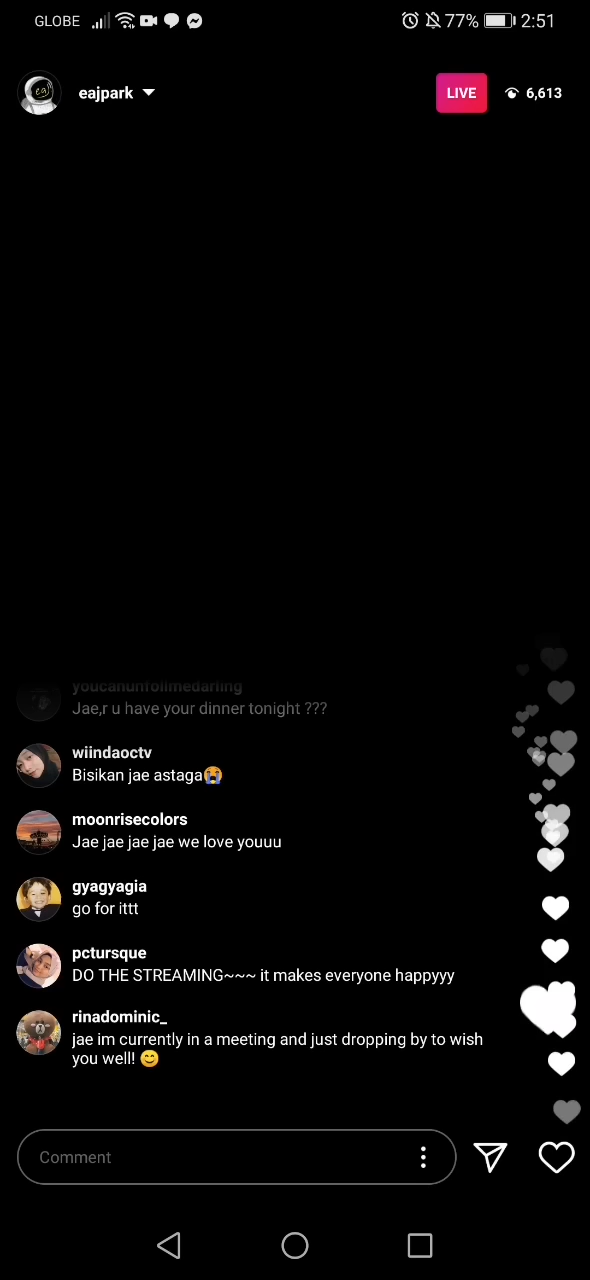 GLOBE 77% 2:51
eaj
eajpark LIVE 6,613
youcanunfollmedarling
Jae,r u have your dinner tonight ???
wiindaoctv
Bisikan jae astaga😭
moonrisecolors
Jae jae jae jae we love youuu
gyagyagia
go for ittt
pctursque
DO THE STREAMING~~~ it makes everyone happyyy
rinadominic_
jae im currently in a meeting and just dropping by to wish
you well! 😊
Comment